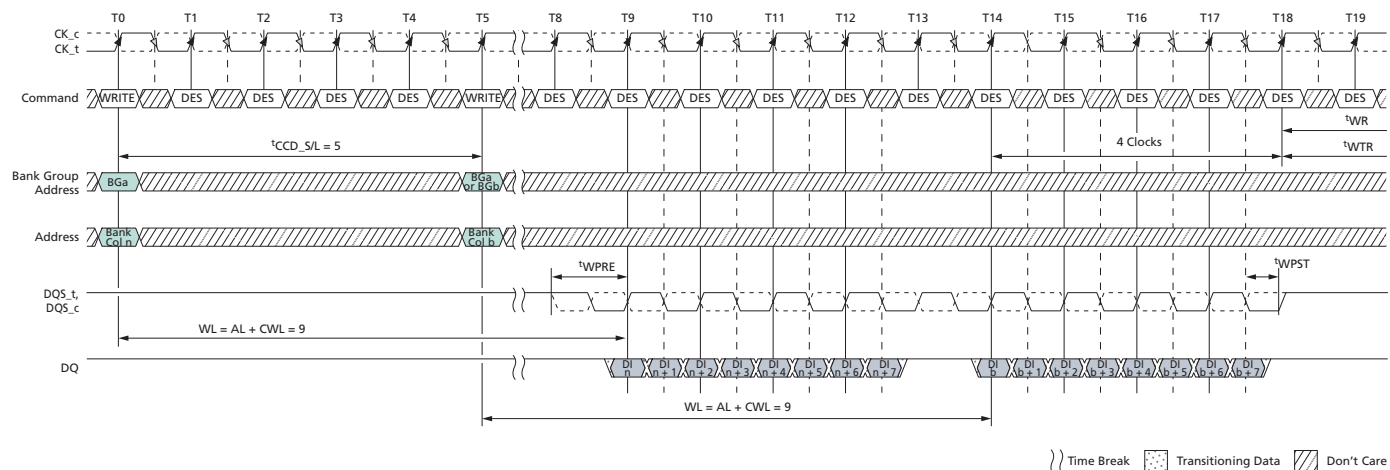 T0 T1 T2 T3 T4 T5 T8 T9 T10 T11 T12 T13 T14 T15 T16 T17 T18 T19
CK_c
CK_t
Command WRITE DES DES DES DES WRITE DES DES DES DES DES DES DES DES DES DES DES DES
tWR
tCCD_S/L = 5 4 Clocks tWTR
Bank Group
Address BGa BGa
or BGb
Address Bank
Col n Bank
Col b
tWPRE tWPST
DQS_t,
DQS_c
WL = AL + CWL = 9
DQ DI
n DI
n + 1 DI
n + 2 DI
n + 3 DI
n + 4 DI
n + 5 DI
n + 6 DI
n + 7 DI
b DI
b + 1 DI
b + 2 DI
b + 3 DI
b + 4 DI
b + 5 DI
b + 6 DI
b + 7
WL = AL + CWL = 9
Time Break Transitioning Data Don't Care